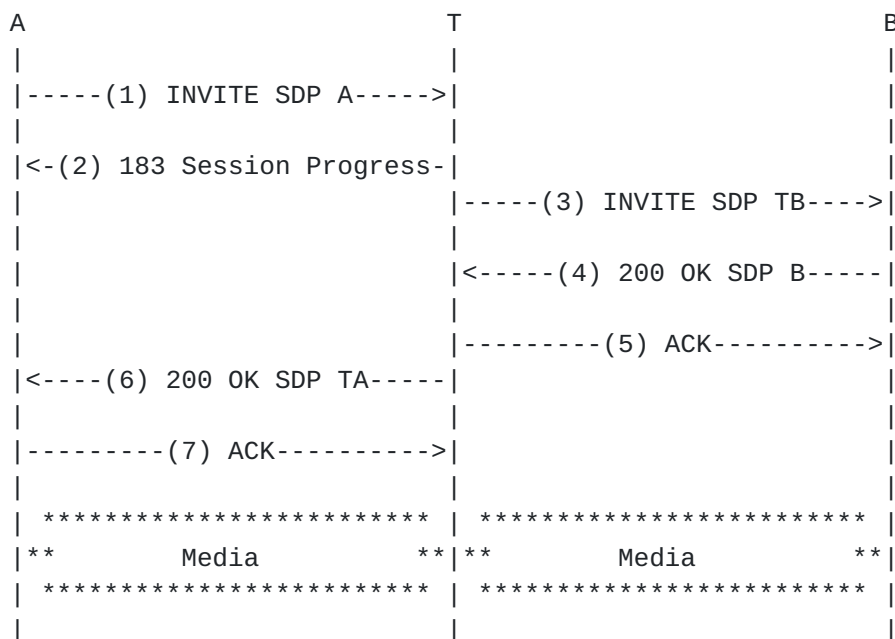 A                           T                           B
|                           |                           |
|-----(1) INVITE SDP A----->|                           |
|                           |                           |
|<-(2) 183 Session Progress-|                           |
|                           |-----(3) INVITE SDP TB---->|
|                           |                           |
|                           |<-----(4) 200 OK SDP B-----|
|                           |                           |
|                           |---------(5) ACK---------->|
|<----(6) 200 OK SDP TA-----|                           |
|                           |                           |
|---------(7) ACK---------->|                           |
|                           |                           |
| ************************* | ************************* |
|**        Media          **|**        Media          **|
| ************************* | ************************* |
|                           |                           |